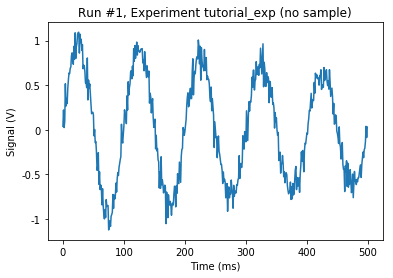 Run #1, Experiment tutorial_exp (no sample)
Signal (V)
1
0.5
0
-0.5
-1
0 100 200 300 400 500
Time (ms)